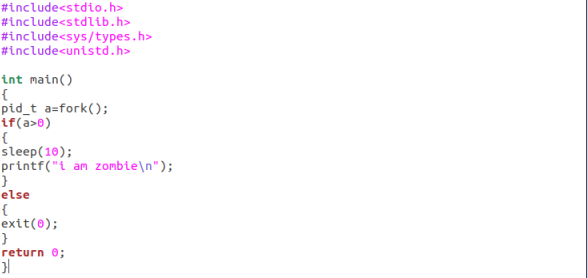 #include<stdio.h>
#include<stdlib.h>
#include<sys/types.h>
#include<unistd.h>
int main()
{
pid_t a=fork();
if(a>0)
{
sleep(10);
printf("i am zombie\n");
}
else
{
exit(0);
}
return 0;
}